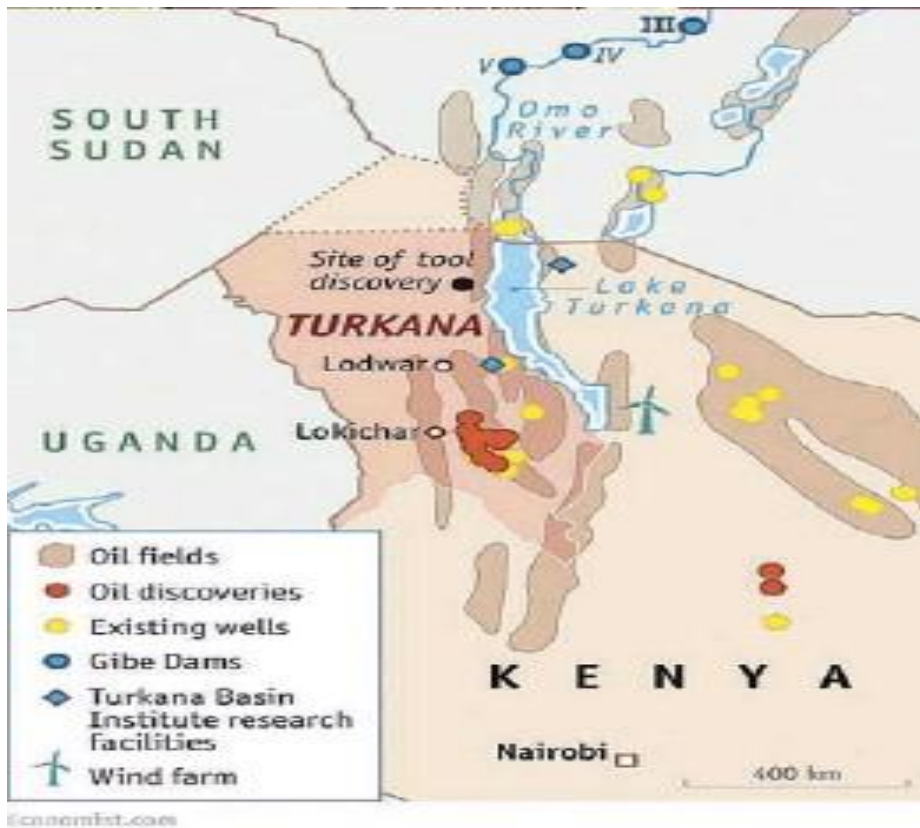 III
IV
V
SOUTH
SUDAN
Omo
River
Site of tool
discovery
Lake
Turkana
TURKANA
Lodwar
Lokichar
UGANDA
Oil fields
Oil discoveries
Existing wells
Gibe Dams
Turkana Basin
Institute research
facilities
Wind farm
KENYA
Nairobi
400 km
Economist.com